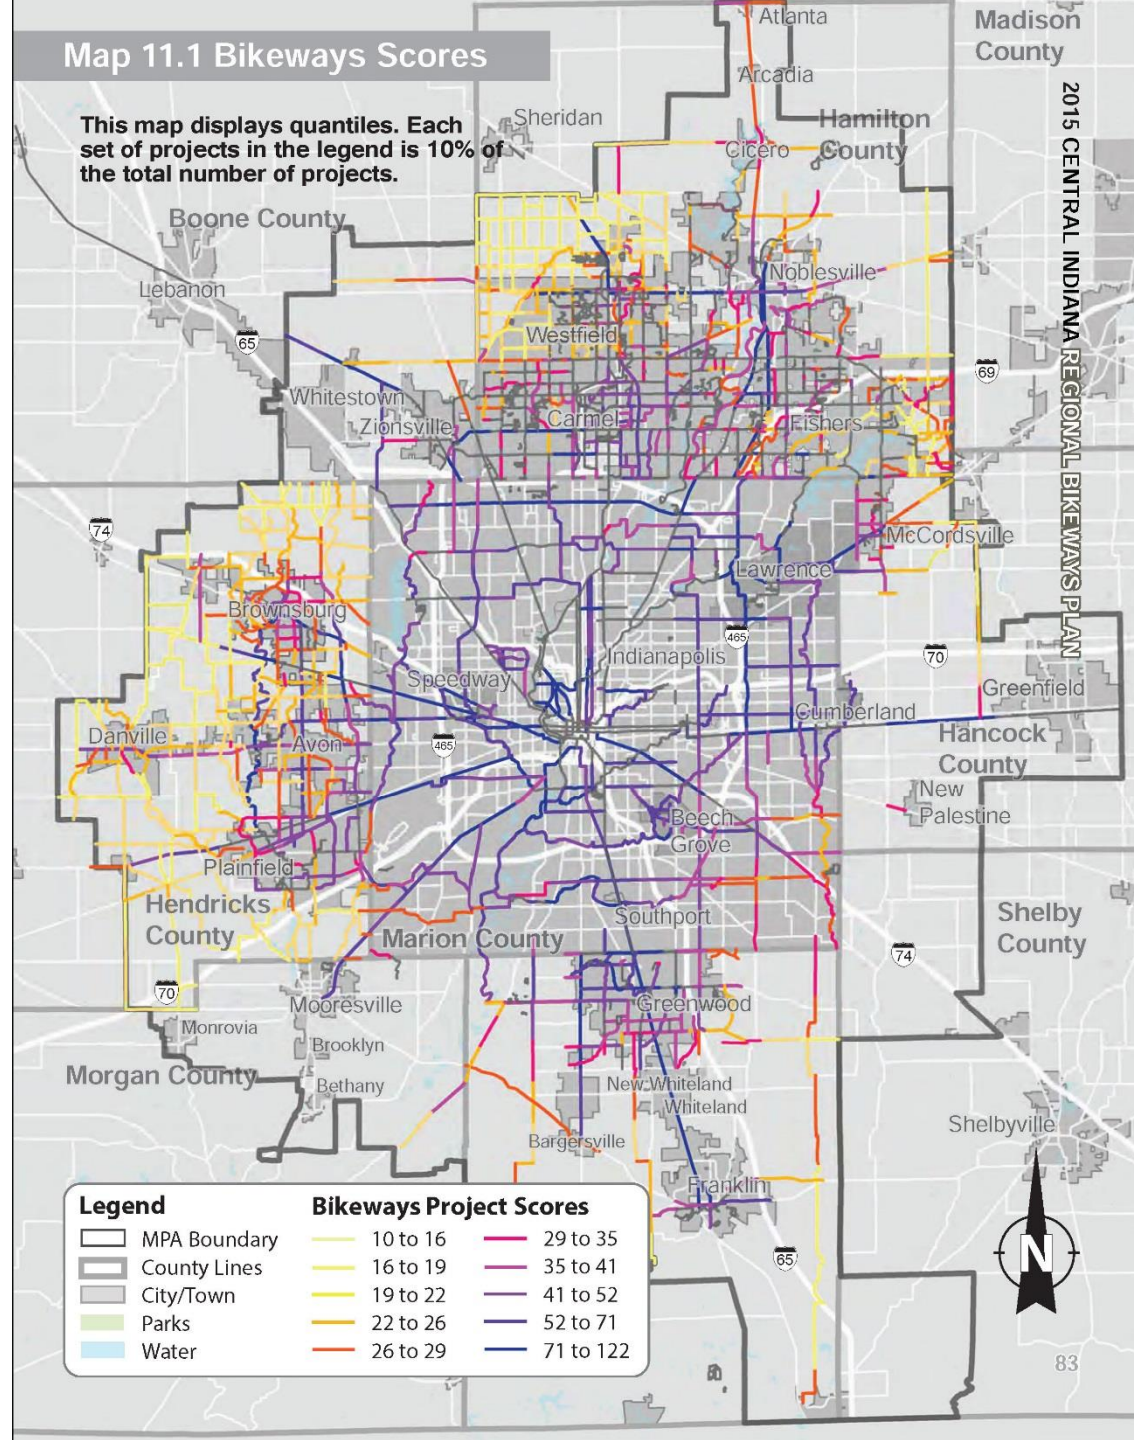 Map 11.1 Bikeways Scores
This map displays quantiles. Each
set of projects in the legend is 10% of
the total number of projects.
2015 CENTRAL INDIANA REGIONAL BIKEWAYS PLAN
Atlanta
Madison
County
Arcadia
Sheridan
Hamilton
County
Cicero
Boone County
Lebanon
Noblesville
Westfield
65
69
Whitestown
Zionsville
Carmel
Fishers
74
McCordsville
Lawrence
Brownsburg
465
Indianapolis
70
Speedway
Greenfield
Cumberland
Danville
Avon
465
Hancock
County
New
Palestine
Beech
Grove
Plainfield
Hendricks
County
Southport
Shelby
County
Marion County
74
70
Mooresville
Greenwood
Monrovia
Brooklyn
Morgan County
Bethany
New Whiteland
Whiteland
Shelbyville
Bargersville
Franklin
65
N
83
Legend
MPA Boundary
County Lines
City/Town
Parks
Water
Bikeways Project Scores
10 to 16
16 to 19
19 to 22
22 to 26
26 to 29
29 to 35
35 to 41
41 to 52
52 to 71
71 to 122